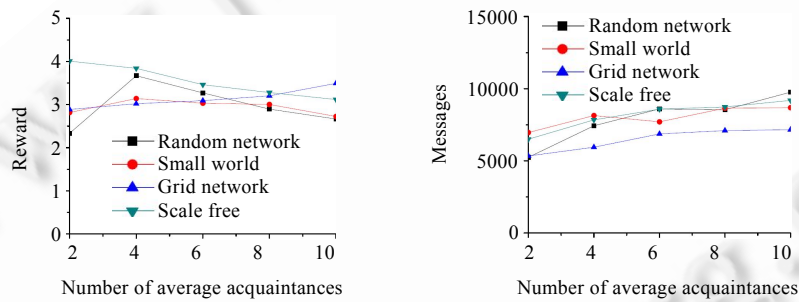 5
4
3
2
1
0
Reward
Random network
Small world
Grid network
Scale free
2 4 6 8 10
Number of average acquaintances
15000
10000
5000
0
Messages
Random network
Small world
Grid network
Scale free
2 4 6 8 10
Number of average acquaintances